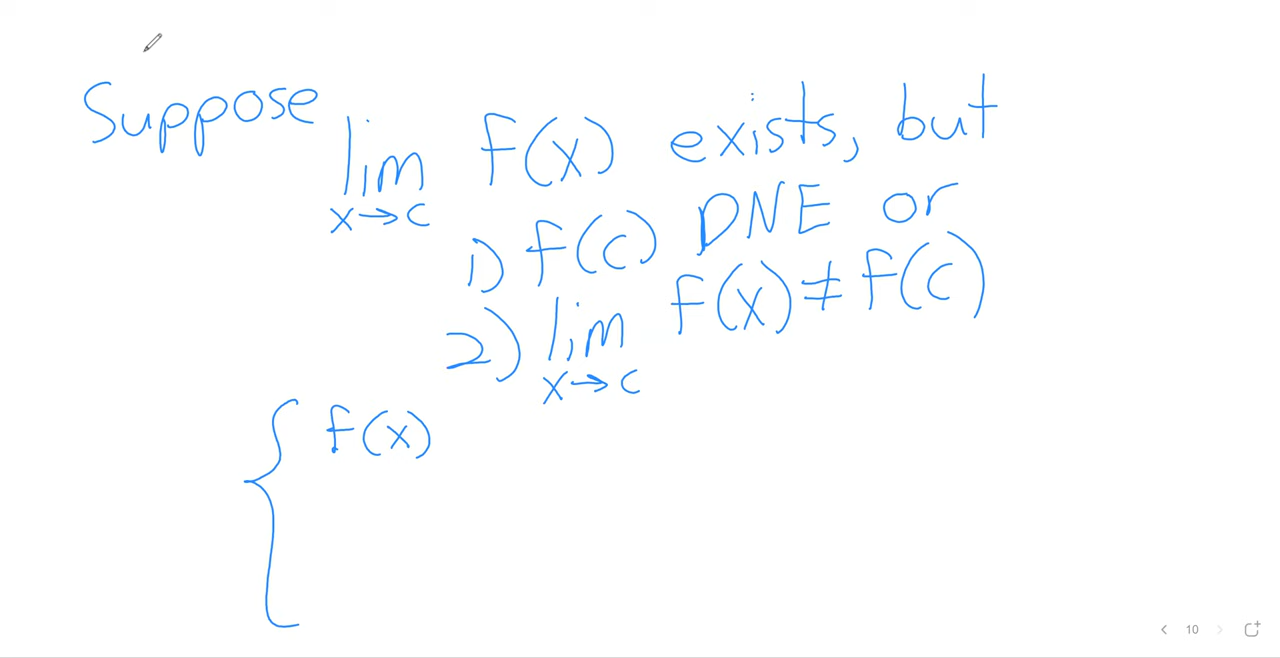 Suppose lim f(x) exists, but
x→c
1) f(c) DNE or
2) lim f(x) ≠ f(c)
x→c
{ f(x)
< 10 >